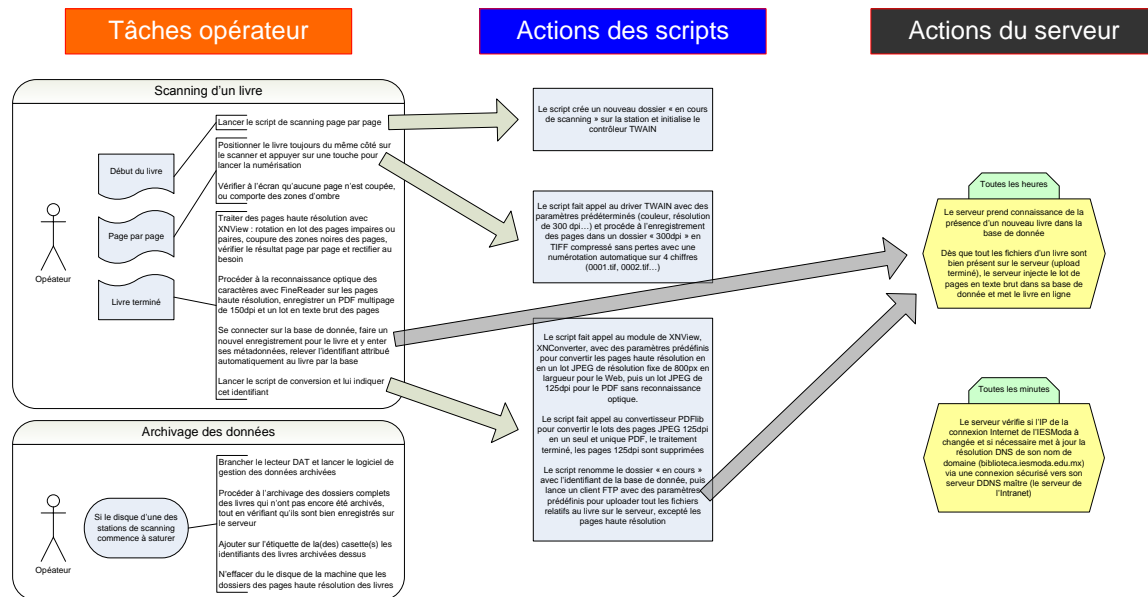 Tâches opérateur
Actions des scripts
Actions du serveur
Scanning d'un livre
Lancer le script de scanning page par page
Positionner le livre toujours du même côté sur
le scanner et appuyer sur une touche pour
lancer la numérisation
Vérifier à l'écran qu'aucune page n'est coupée,
ou comporte des zones d'ombre
Début du livre
Page par page
Livre terminé
Opéateur
Traiter des pages haute résolution avec
XNView : rotation en lot des pages impaires ou
paires, coupure des zones noires des pages,
vérifier le résultat page par page et rectifier au
besoin
Procéder à la reconnaissance optique des
caractères avec FineReader sur les pages
haute résolution, enregistrer un PDF multipage
de 150dpi et un lot en texte brut des pages
Se connecter sur la base de donnée, faire un
nouvel enregistrement pour le livre et y enter
ses métadonnées, relever l'identifiant attribué
automatiquement au livre par la base
Lancer le script de conversion et lui indiquer
cet identifiant
Archivage des données
Si le disque d'une des
stations de scanning
commence à saturer
Opéateur
Brancher le lecteur DAT et lancer le logiciel de
gestion des données archivées
Procéder à l'archivage des dossiers complets
des livres qui n'ont pas encore été archivés,
tout en vérifiant qu'ils sont bien enregistrés sur
le serveur
Ajouter sur l'étiquette de la(des) casette(s) les
identifiants des livres archivées dessus
N'effacer du le disque de la machine que les
dossiers des pages haute résolution des livres
Le script crée un nouveau dossier « en cours
de scanning » sur la station et initialise le
contrôleur TWAIN
Le script fait appel au driver TWAIN avec des
paramètres prédéterminés (couleur, résolution
de 300 dpi…) et procède à l'enregistrement
des pages dans un dossier « 300dpi » en
TIFF compressé sans pertes avec une
numérotation automatique sur 4 chiffres
(0001.tif, 0002.tif…)
Le script fait appel au module de XNView,
XNConverter, avec des paramètres prédéfinis
pour convertir les pages haute résolution en
en un lot JPEG de résolution fixe de 800px en
largueur pour le Web, puis un lot JPEG de
125dpi pour le PDF sans reconnaissance
optique.
Le script fait appel au convertisseur PDFlib
pour convertir le lots des pages JPEG 125dpi
en un seul et unique PDF, le traitement
terminé, les pages 125dpi sont supprimées
Le script renomme le dossier « en cours »
avec l'identifiant de la base de donnée, puis
lance un client FTP avec des paramètres
prédéfinis pour uploader tout les fichiers
relatifs au livre sur le serveur, excepté les
pages haute résolution
Toutes les heures
Le serveur prend connaissance de la
présence d'un nouveau livre dans la
base de donnée
Dès que tout les fichiers d'un livre sont
bien présent sur le serveur (upload
terminé), le serveur injecte le lot de
pages en texte brut dans sa base de
donnée et met le livre en ligne
Toutes les minutes
Le serveur vérifie si l'IP de la
connexion Internet de l'IESModa à
changée et si nécessaire met à jour la
résolution DNS de son nom de
domaine (biblioteca.iesmoda.edu.mx)
via une connexion sécurisé vers son
serveur DDNS maître (le serveur de
l'Intranet)